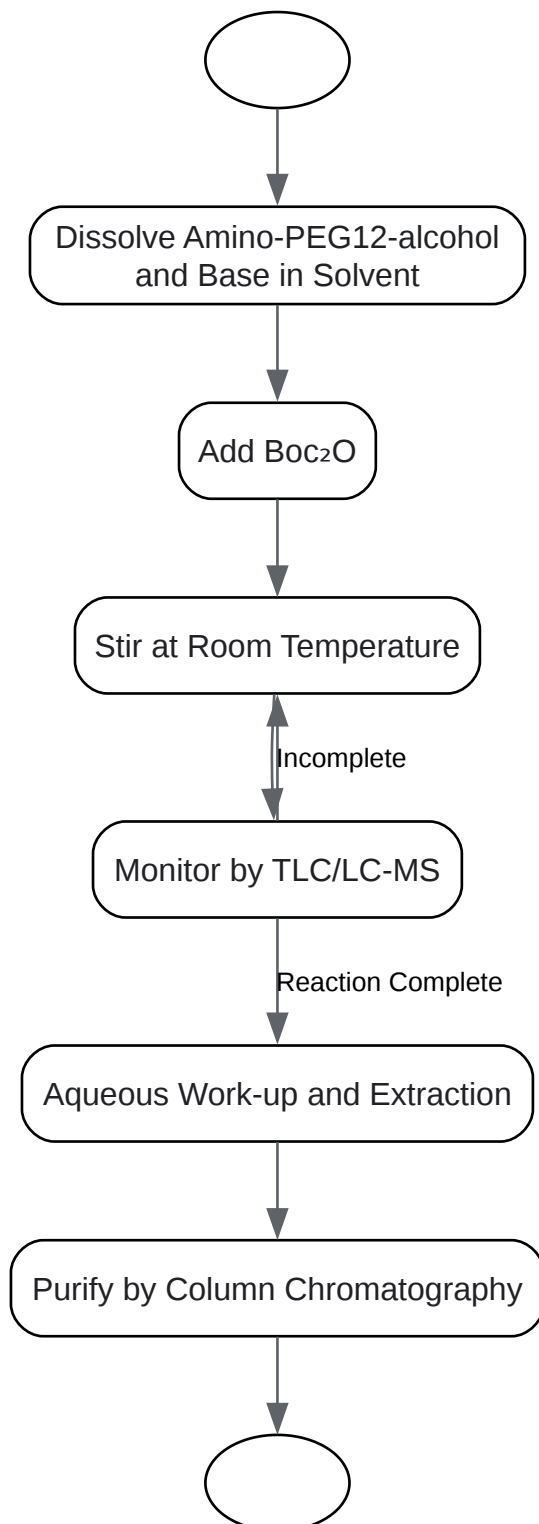 Dissolve Amino-PEG12-alcohol
and Base in Solvent
Add Boc₂O
Stir at Room Temperature
Incomplete
Monitor by TLC/LC-MS
Reaction Complete
Aqueous Work-up and Extraction
Purify by Column Chromatography